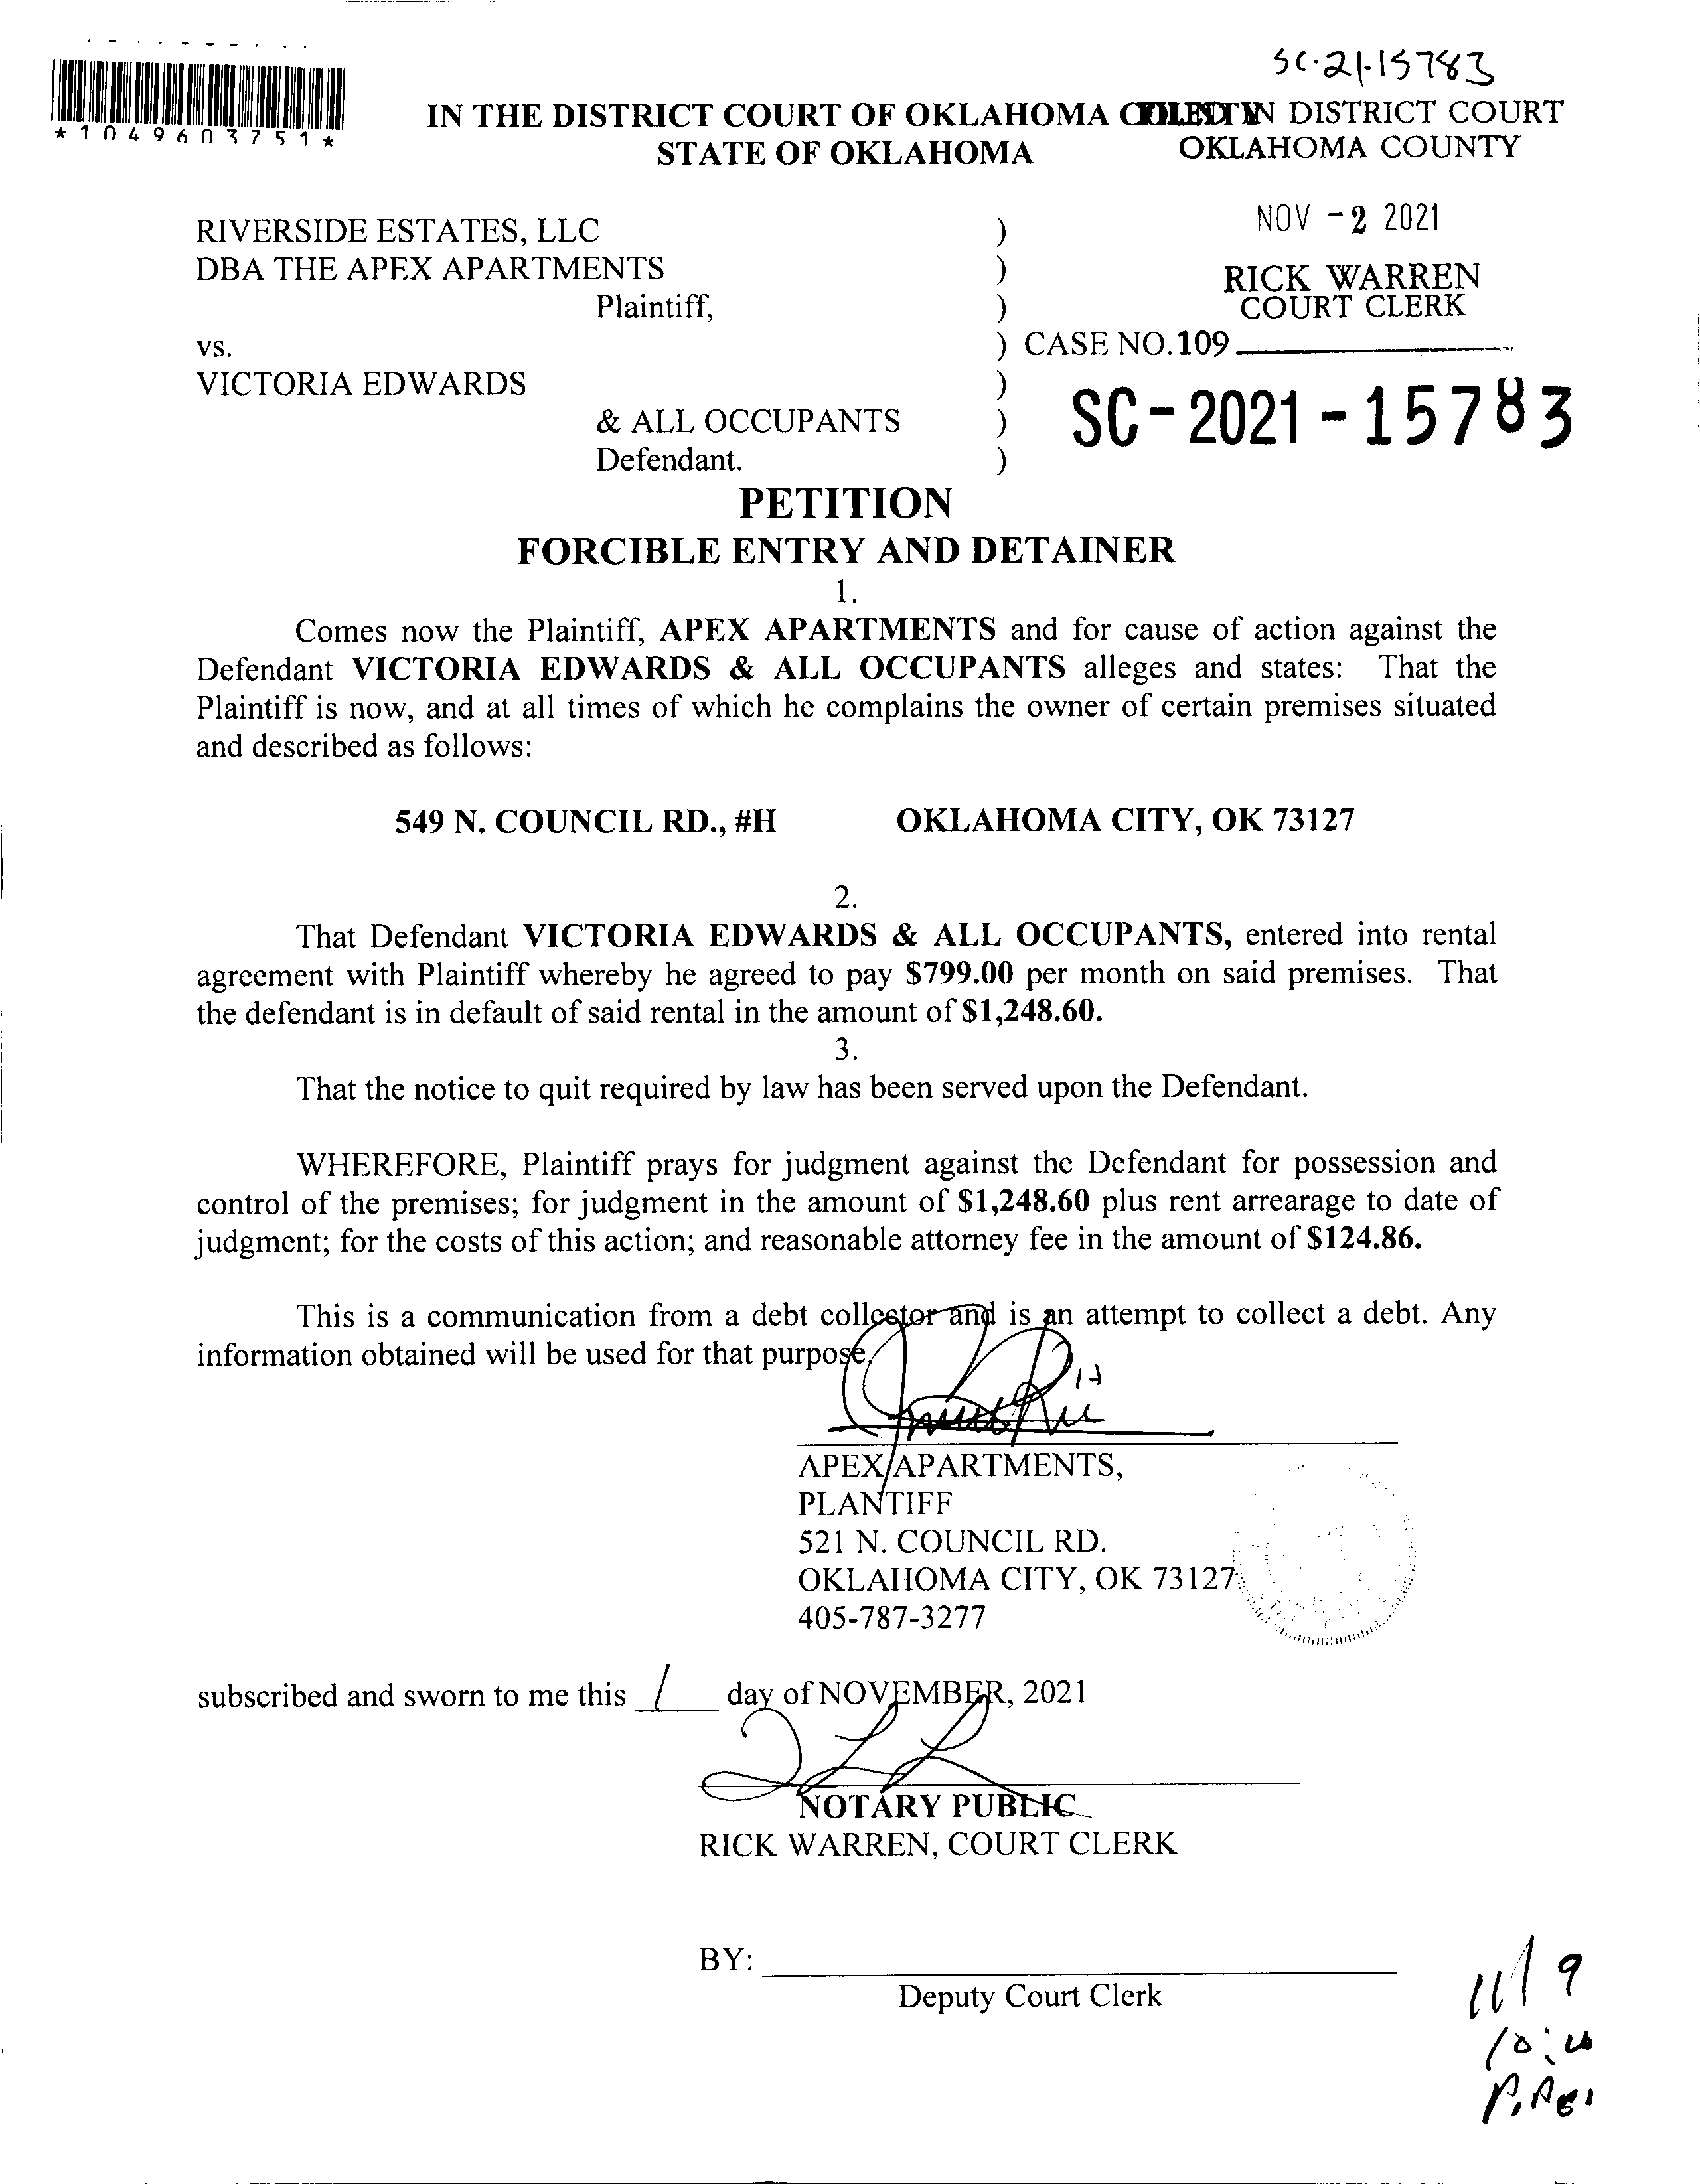 SC-21-15783
*1049603751*
IN THE DISTRICT COURT OF OKLAHOMA COUNTY
STATE OF OKLAHOMA
FILED IN DISTRICT COURT
OKLAHOMA COUNTY
NOV -2 2021
RICK WARREN
COURT CLERK
RIVERSIDE ESTATES, LLC )
DBA THE APEX APARTMENTS )
Plaintiff, )
vs. ) CASE NO.109
VICTORIA EDWARDS )
& ALL OCCUPANTS )
SC-2021-15783
Defendant. )
PETITION
FORCIBLE ENTRY AND DETAINER
1.
Comes now the Plaintiff, APEX APARTMENTS and for cause of action against the
Defendant VICTORIA EDWARDS & ALL OCCUPANTS alleges and states: That the
Plaintiff is now, and at all times of which he complains the owner of certain premises situated
and described as follows:
549 N. COUNCIL RD., #H OKLAHOMA CITY, OK 73127
2.
That Defendant VICTORIA EDWARDS & ALL OCCUPANTS, entered into rental
agreement with Plaintiff whereby he agreed to pay $799.00 per month on said premises. That
the defendant is in default of said rental in the amount of $1,248.60.
3.
That the notice to quit required by law has been served upon the Defendant.
WHEREFORE, Plaintiff prays for judgment against the Defendant for possession and
control of the premises; for judgment in the amount of $1,248.60 plus rent arrearage to date of
judgment; for the costs of this action; and reasonable attorney fee in the amount of $124.86.
This is a communication from a debt collector and is an attempt to collect a debt. Any
information obtained will be used for that purpose.
APEX APARTMENTS,
PLANTIFF
521 N. COUNCIL RD.
OKLAHOMA CITY, OK 73127
405-787-3277
subscribed and sworn to me this 1 day of NOVEMBER, 2021
NOTARY PUBLIC
RICK WARREN, COURT CLERK
BY:
Deputy Court Clerk
11/9